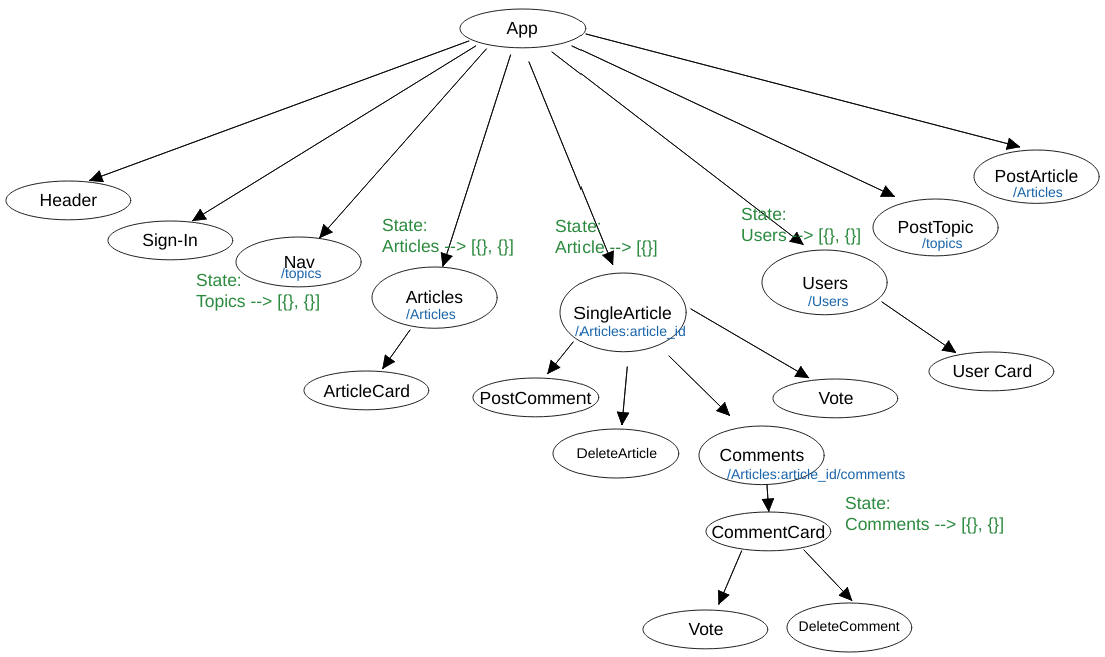 App
PostArticle
/Articles
Header
Sign-In
Nav
/topics
State:
Topics --> [{}, {}]
State:
Articles --> [{}, {}]
Articles
/Articles
State:
Article --> [{}]
SingleArticle
/Articles:article_id
State:
Users --> [{}, {}]
Users
/Users
PostTopic
/topics
ArticleCard
PostComment
DeleteArticle
Comments
/Articles:article_id/comments
Vote
User Card
State:
Comments --> [{}, {}]
CommentCard
Vote
DeleteComment